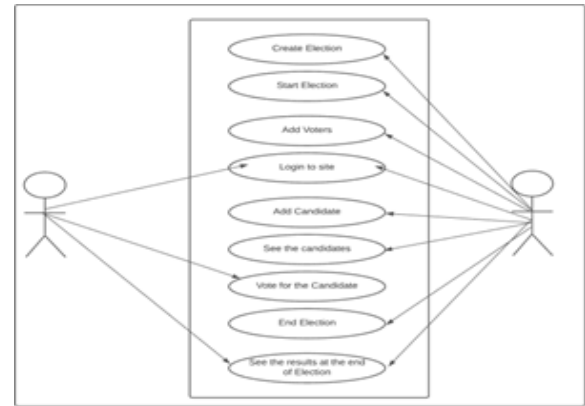 Create Election
Start Election
Add Voters
Login to site
Add Candidate
See the candidates
Vote for the Candidate
End Election
See the results at the end
of Election